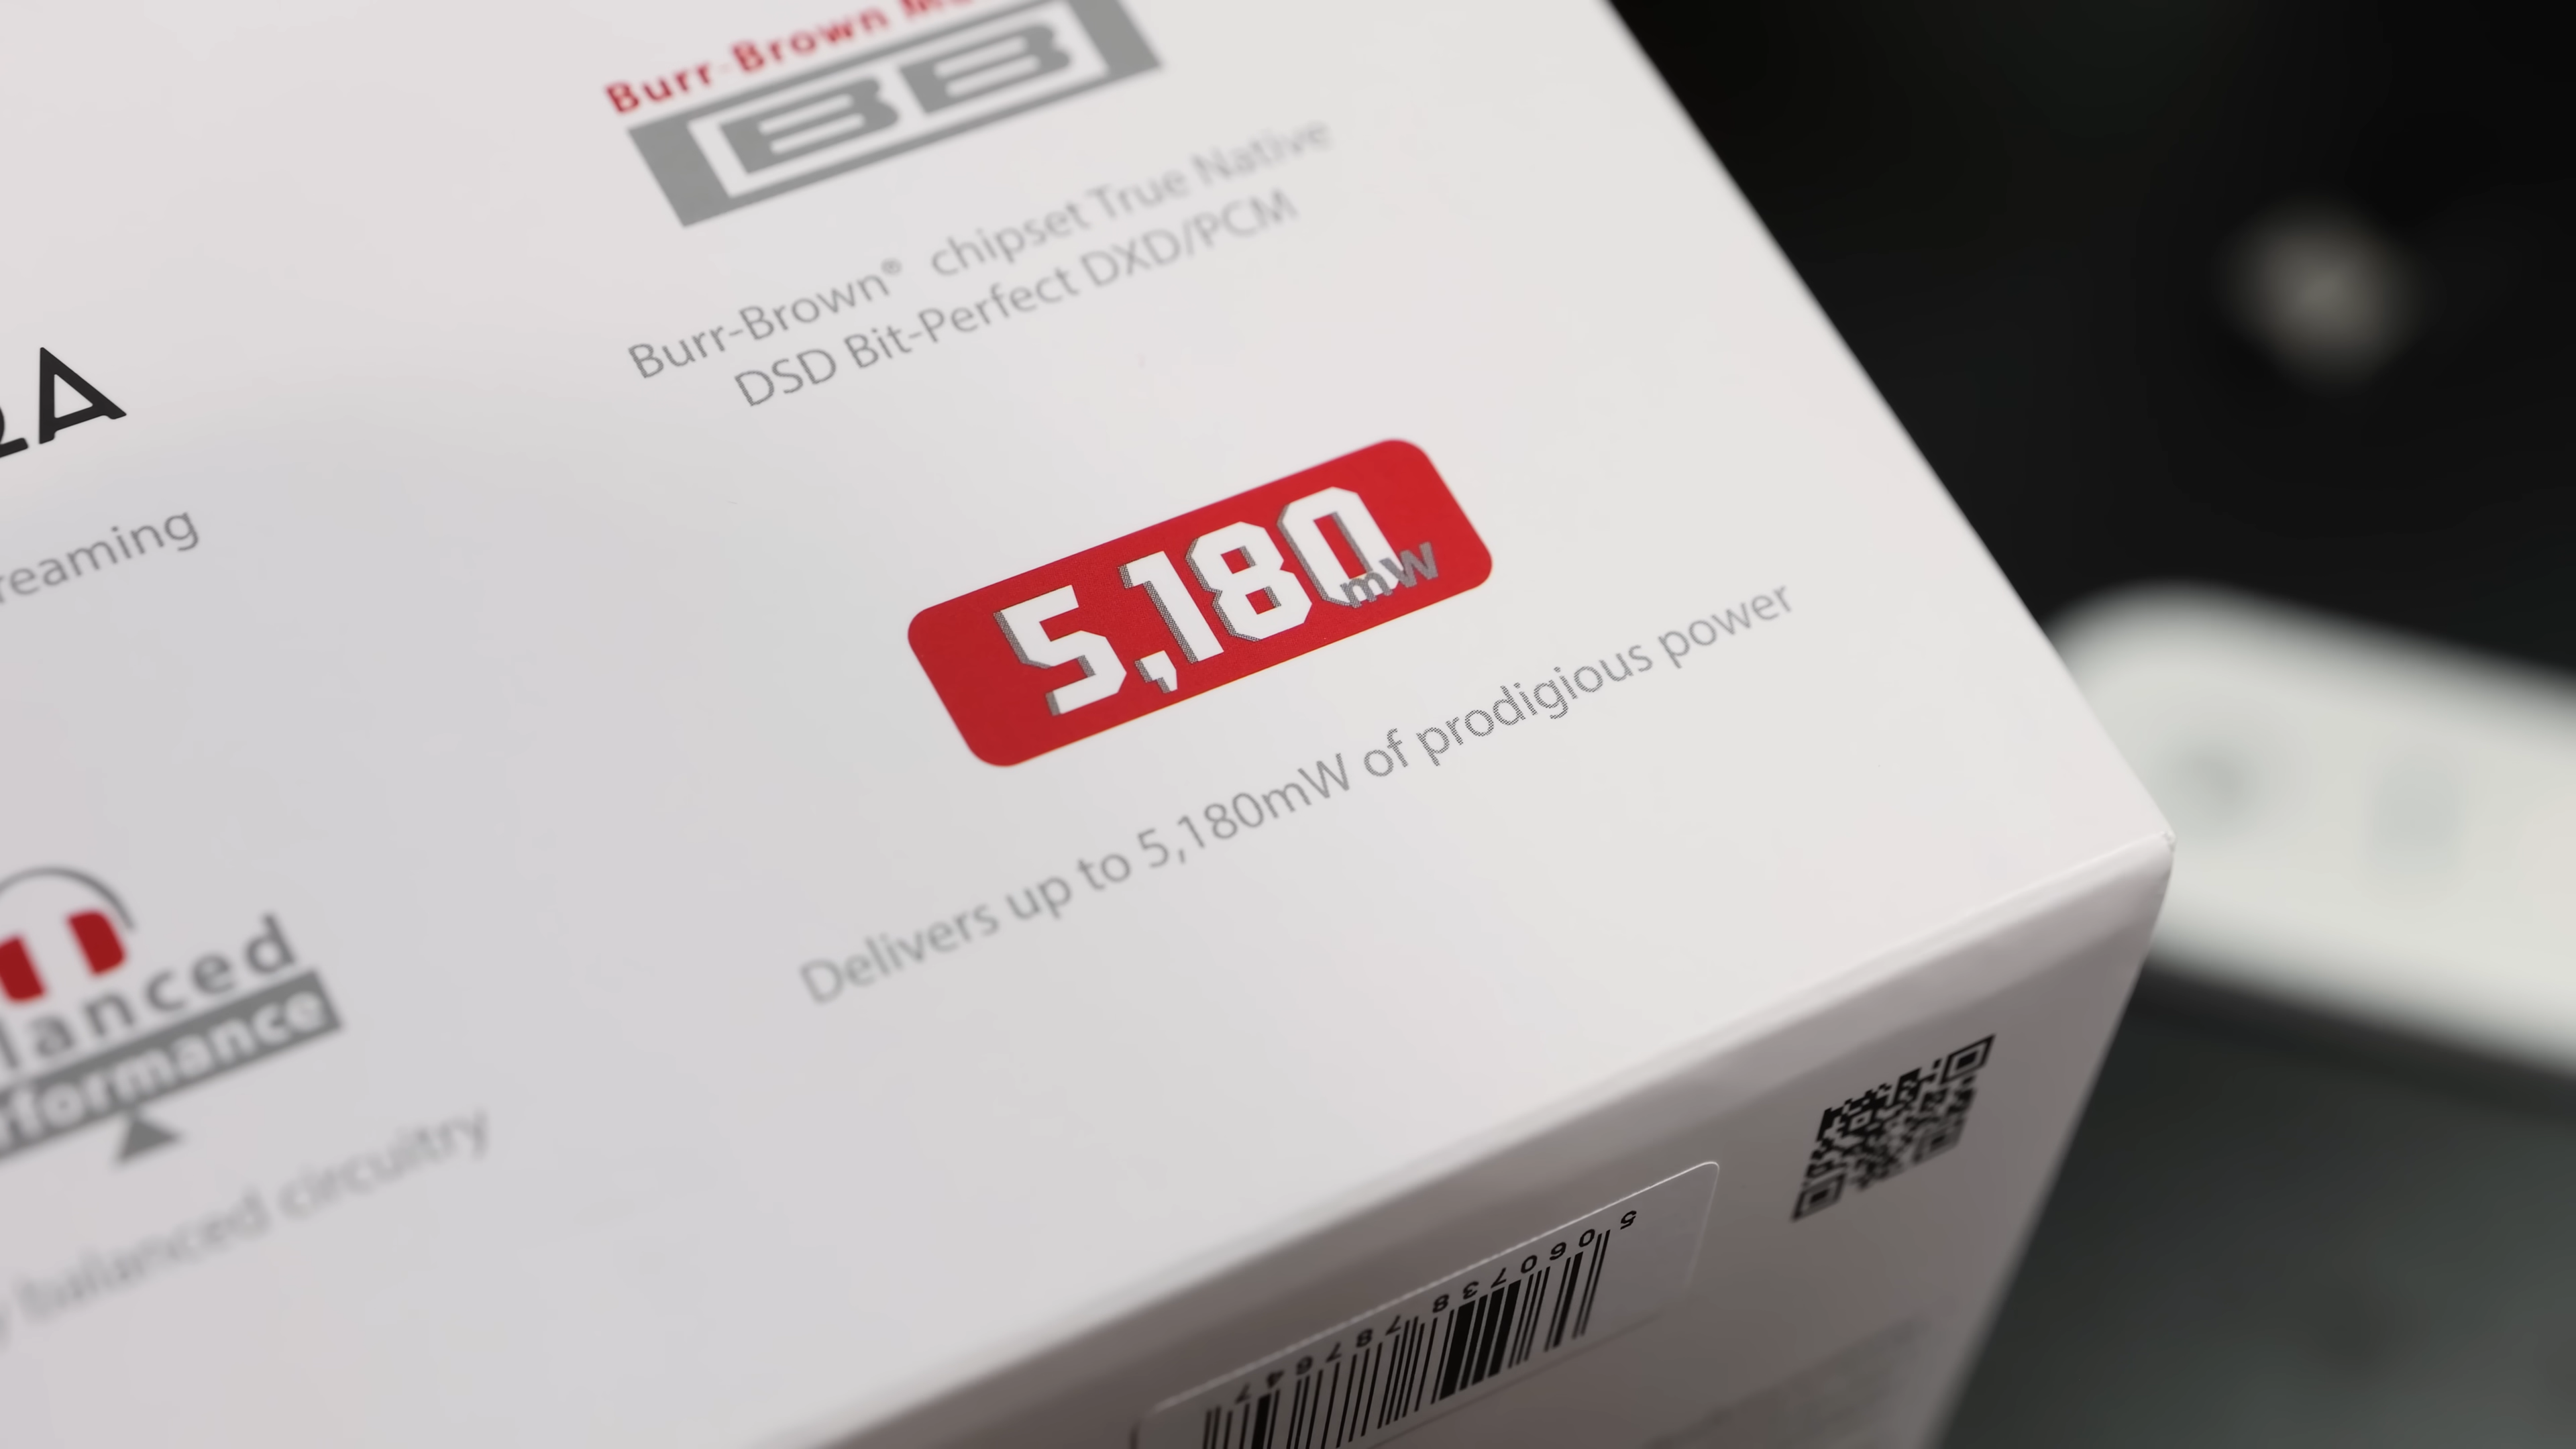 Burr-Brown
BB
Burr-Brown® chipset True Native
DSD Bit-Perfect DXD/PCM
5,180mW
Delivers up to 5,180mW of prodigious power
QA
reaming
lanced
rformance
balanced circuitry
5 060738 787647